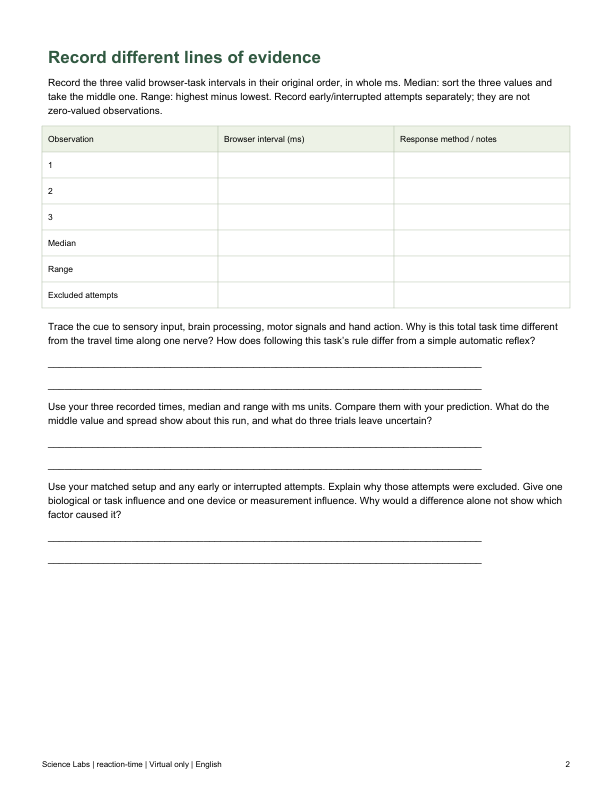 Record different lines of evidence
Record the three valid browser-task intervals in their original order, in whole ms. Median: sort the three values and
take the middle one. Range: highest minus lowest. Record early/interrupted attempts separately; they are not
zero-valued observations.
Observation Browser interval (ms) Response method / notes
1
2
3
Median
Range
Excluded attempts
Trace the cue to sensory input, brain processing, motor signals and hand action. Why is this total task time different
from the travel time along one nerve? How does following this task’s rule differ from a simple automatic reflex?
Use your three recorded times, median and range with ms units. Compare them with your prediction. What do the
middle value and spread show about this run, and what do three trials leave uncertain?
Use your matched setup and any early or interrupted attempts. Explain why those attempts were excluded. Give one
biological or task influence and one device or measurement influence. Why would a difference alone not show which
factor caused it?
Science Labs | reaction-time | Virtual only | English 2